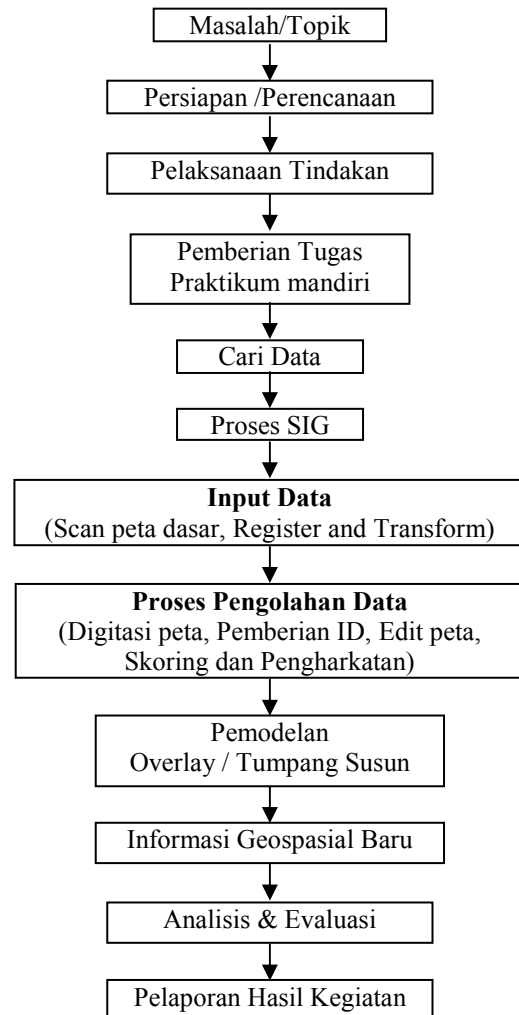 Masalah/Topik
Persiapan /Perencanaan
Pelaksanaan Tindakan
Pemberian Tugas
Praktikum mandiri
Cari Data
Proses SIG
Input Data
(Scan peta dasar, Register and Transform)
Proses Pengolahan Data
(Digitasi peta, Pemberian ID, Edit peta,
Skoring dan Pengharkatan)
Pemodelan
Overlay / Tumpang Susun
Informasi Geospasial Baru
Analisis & Evaluasi
Pelaporan Hasil Kegiatan